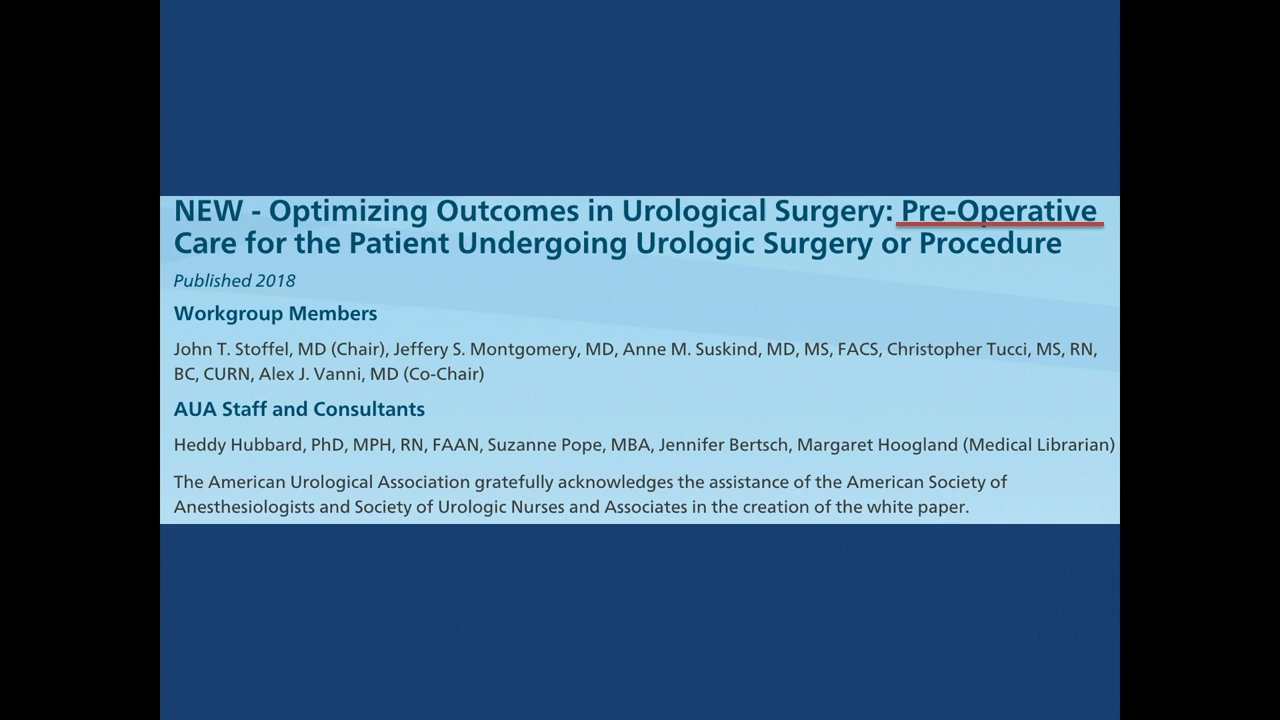 NEW - Optimizing Outcomes in Urological Surgery: Pre-Operative
Care for the Patient Undergoing Urologic Surgery or Procedure
Published 2018
Workgroup Members
John T. Stoffel, MD (Chair), Jeffery S. Montgomery, MD, Anne M. Suskind, MD, MS, FACS, Christopher Tucci, MS, RN,
BC, CURN, Alex J. Vanni, MD (Co-Chair)
AUA Staff and Consultants
Heddy Hubbard, PhD, MPH, RN, FAAN, Suzanne Pope, MBA, Jennifer Bertsch, Margaret Hoogland (Medical Librarian)
The American Urological Association gratefully acknowledges the assistance of the American Society of
Anesthesiologists and Society of Urologic Nurses and Associates in the creation of the white paper.